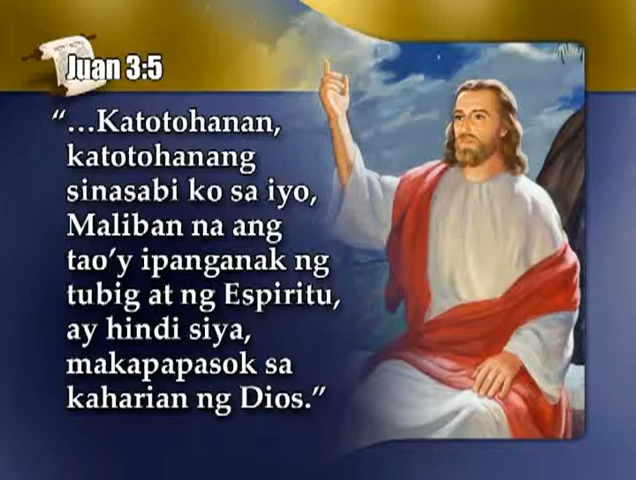 Juan 3:5
“...Katotohanan,
katotohanang
sinasabi ko sa iyo,
Maliban na ang
tao’y ipanganak ng
tubig at ng Espiritu,
ay hindi siya,
makapapasok sa
kaharian ng Dios.”